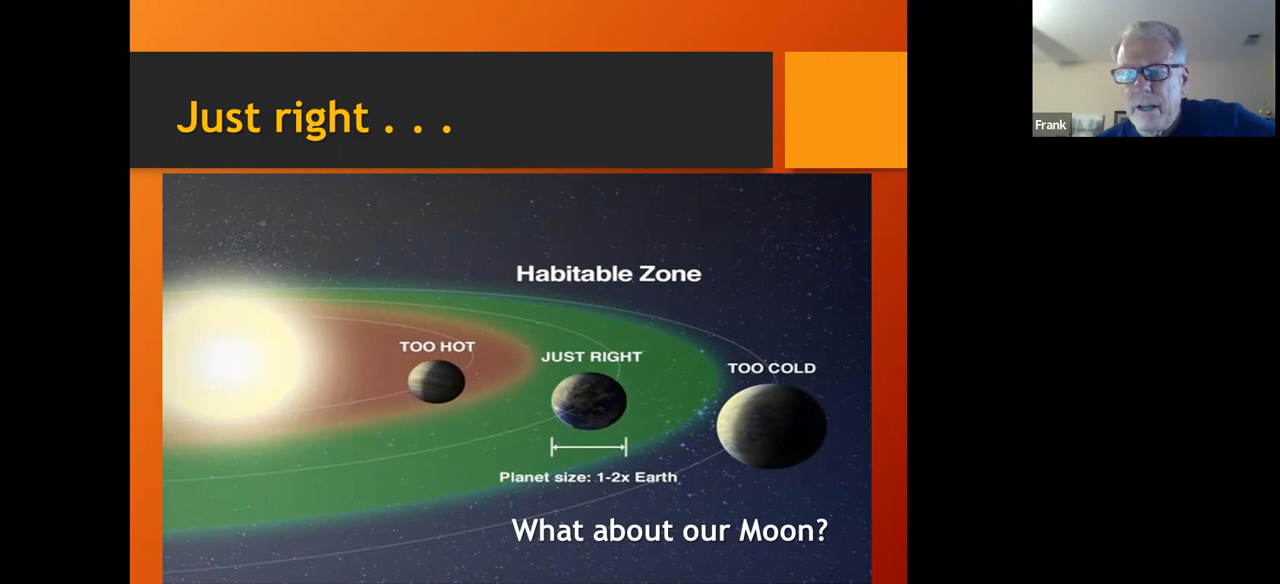 Just right . . .
Frank
Habitable Zone
TOO HOT
JUST RIGHT
TOO COLD
Planet size: 1-2x Earth
What about our Moon?